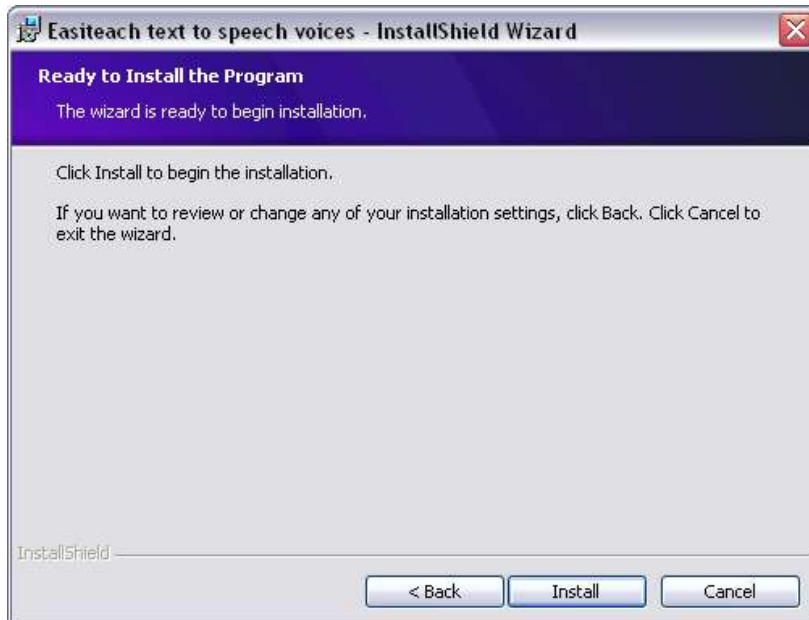 Easiteach text to speech voices - InstallShield Wizard
Ready to Install the Program
The wizard is ready to begin installation.
Click Install to begin the installation.
If you want to review or change any of your installation settings, click Back. Click Cancel to
exit the wizard.
InstallShield
< Back Install Cancel